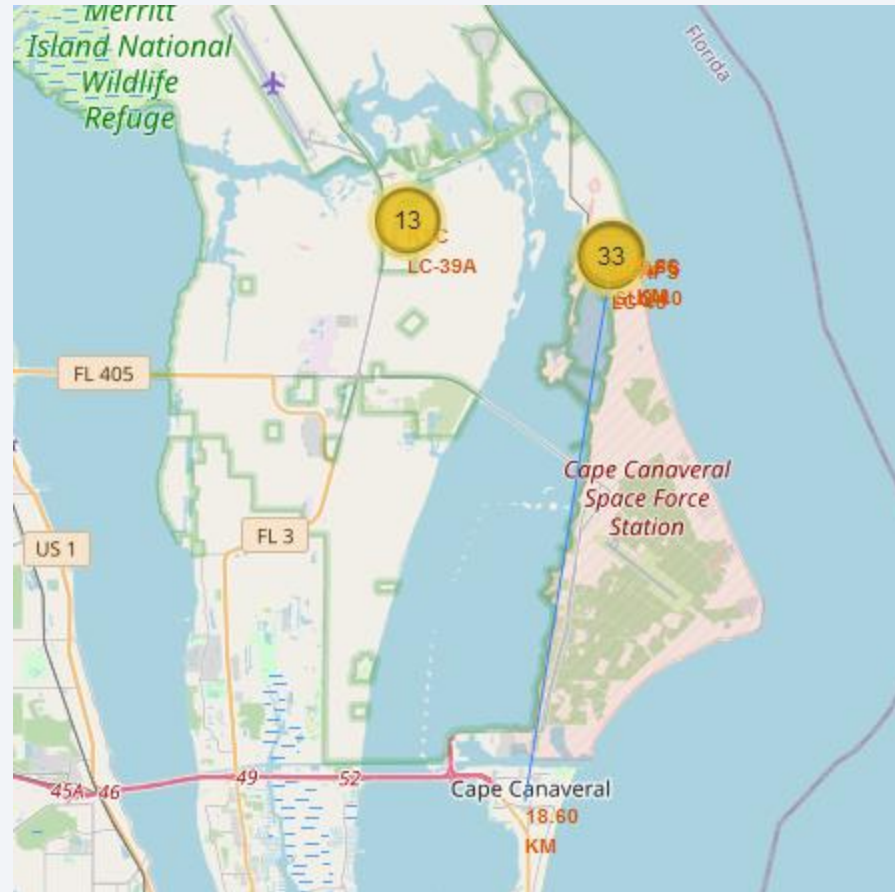 Merritt
Island National
Wildlife
Refuge
Florida
13
LC-39A
33
KM
FL 405
Cape Canaveral
Space Force
Station
US 1
FL 3
45A
46
49
52
Cape Canaveral
18.60
KM